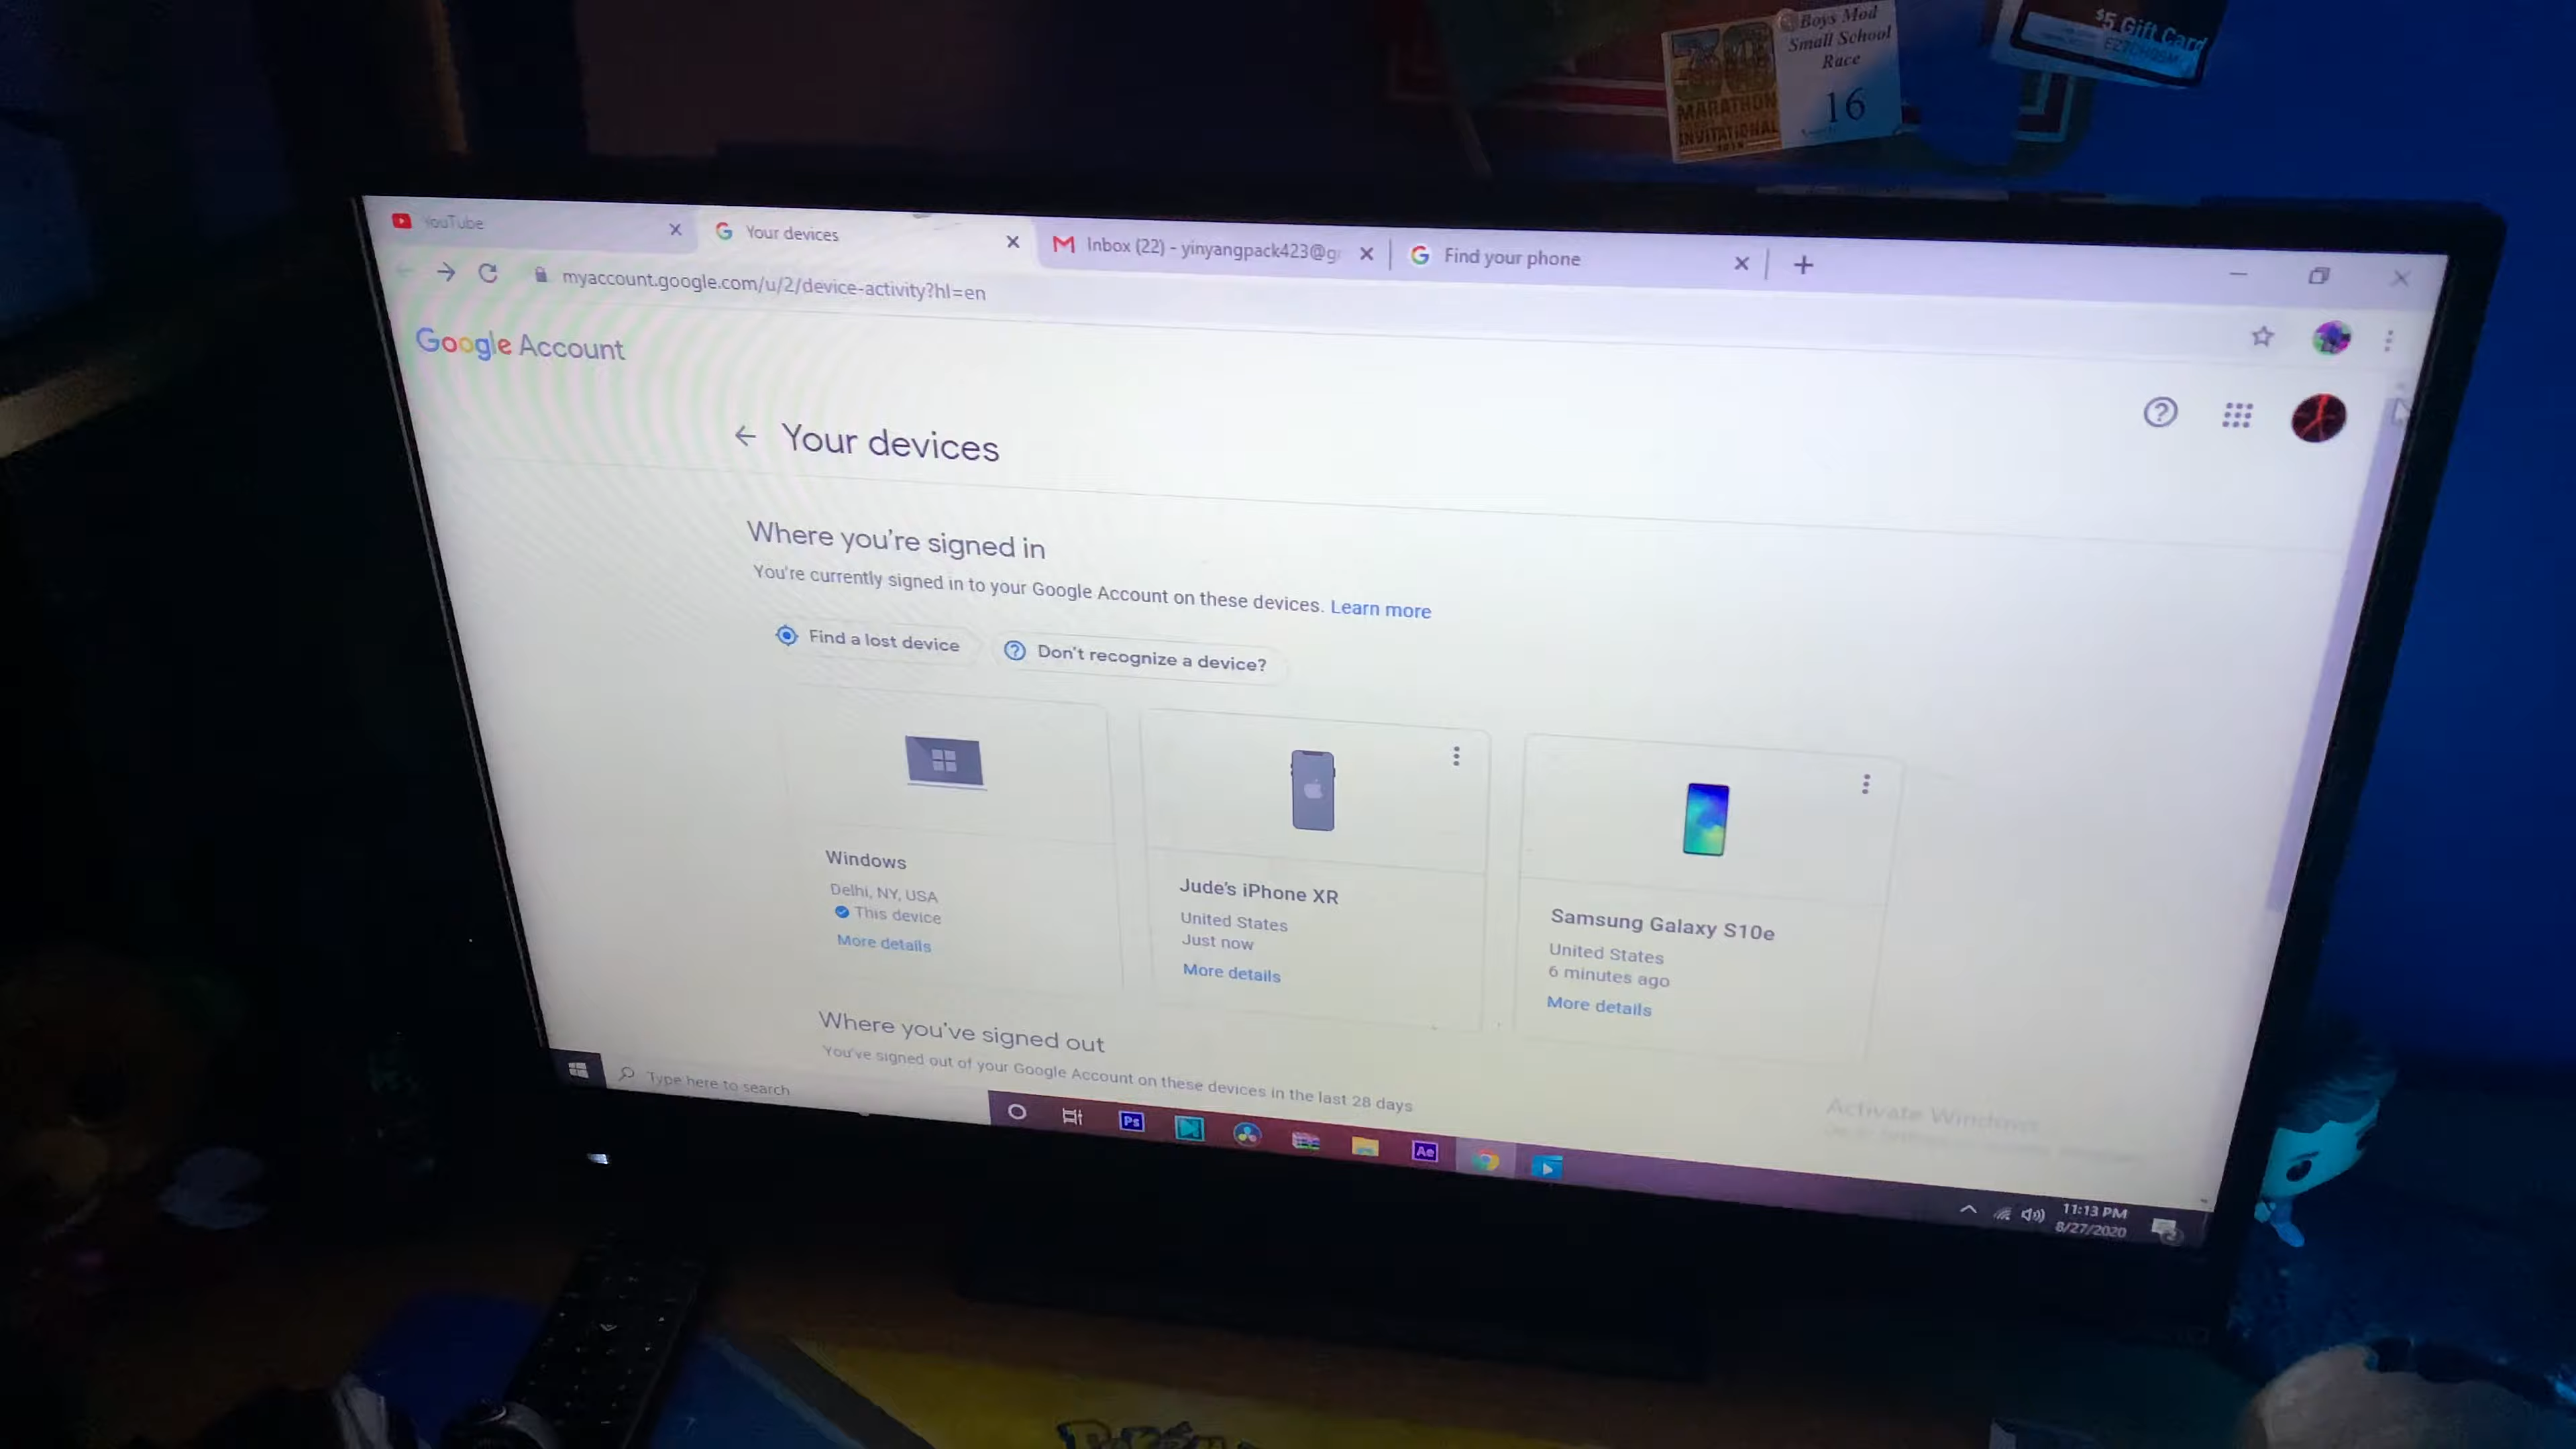 Boys Mod
Small School
Race
16
MARATHON
INVITATIONAL
$5 Gift Card
YouTube
Your devices
Inbox (22) - yinyangpack423@g
Find your phone
myaccount.google.com/u/2/device-activity?hl=en
Google Account
Your devices
Where you're signed in
You're currently signed in to your Google Account on these devices. Learn more
Find a lost device
Don't recognize a device?
Windows
Delhi, NY, USA
This device
More details
Jude's iPhone XR
United States
Just now
More details
Samsung Galaxy S10e
United States
6 minutes ago
More details
Where you've signed out
You've signed out of your Google Account on these devices in the last 28 days
Activate Windows
Type here to search
Ps
Ae
11:13 PM
8/27/2020